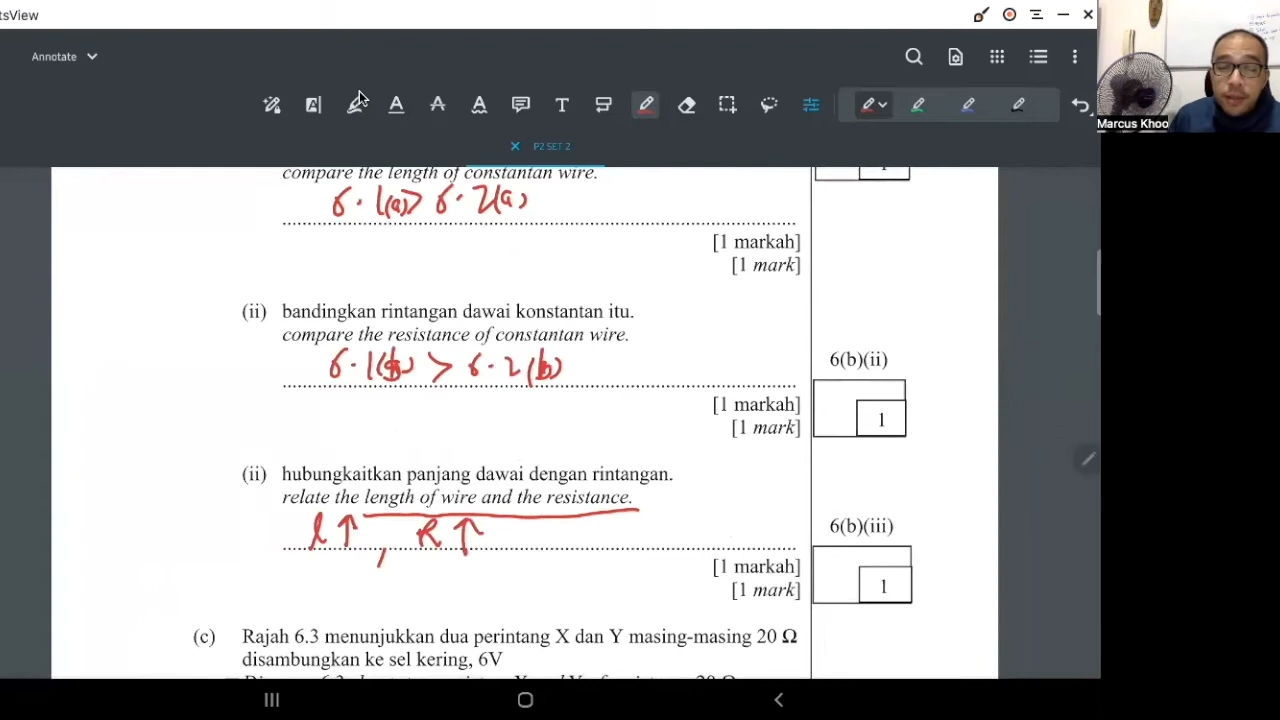 tsView
Annotate
Marcus Khoo
P2 SET 2
compare the length of constantan wire.
6.1(a) > 6.2(a)
[1 markah]
[1 mark]
(ii) bandingkan rintangan dawai konstantan itu.
compare the resistance of constantan wire.
6.1(b) > 6.2(b)
6(b)(ii)
[1 markah]
[1 mark]
1
(ii) hubungkaitkan panjang dawai dengan rintangan.
relate the length of wire and the resistance.
l ↑ , R ↑
6(b)(iii)
[1 markah]
[1 mark]
1
(c) Rajah 6.3 menunjukkan dua perintang X dan Y masing-masing 20 Ω
disambungkan ke sel kering, 6V